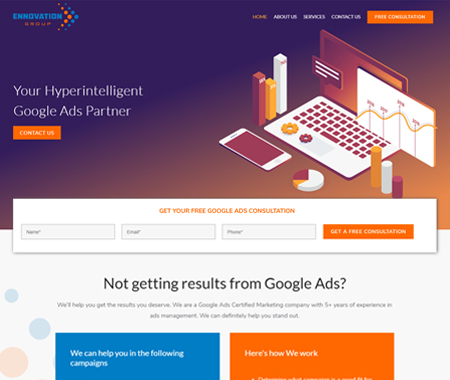 ENNOVATION
GROUP
HOME ABOUT US SERVICES CONTACT US FREE CONSULTATION
Your Hyperintelligent
Google Ads Partner
CONTACT US
GET YOUR FREE GOOGLE ADS CONSULTATION
Name* Email* Phone* GET A FREE CONSULTATION
Not getting results from Google Ads?
We'll help you get the results you deserve. We are a Google Ads Certified Marketing company with 5+ years of experience in
ads management. We can definitely help you stand out.
We can help you in the following
campaigns
Here's how We work